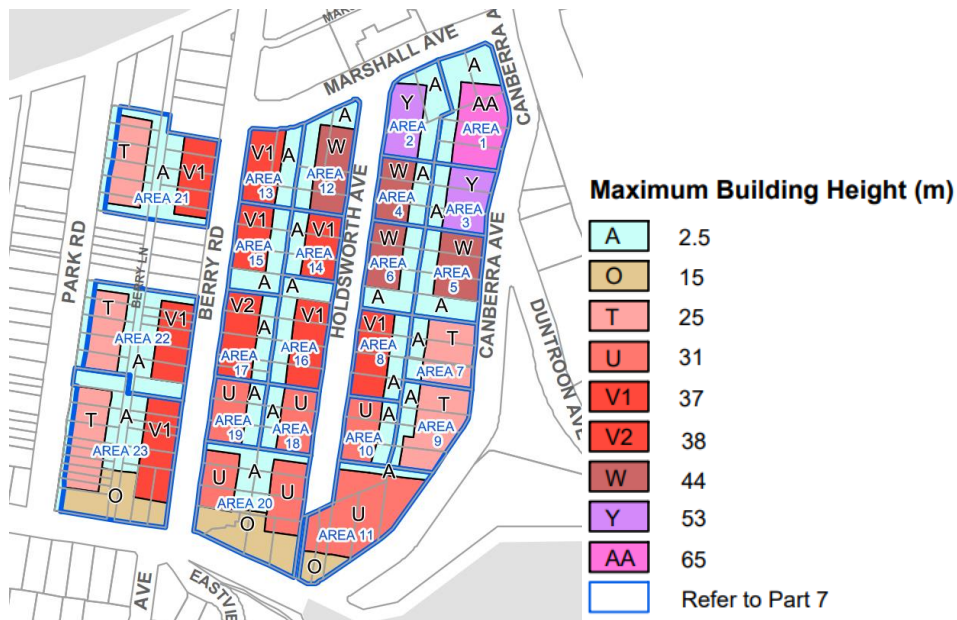 MARSHALL AVE
CANBERRA A
CANBERRA AVE
A
A
Y
AREA
2
AA
AREA
1
A
V1
A
W
AREA
13
AREA
12
W
A
AREA
4
Y
A
AREA
3
T
A
V1
AREA 21
V1
A
V1
AREA
15
AREA
14
W
AREA
6
W
AREA
5
PARK RD
BERRY LN
BERRY RD
HOLDSWORTH AVE
CANBERRA AVE
DUNTROON AVE
A
A
A
A
T
V1
AREA
22
A
V2
A
V1
AREA
17
AREA
16
V1
A
T
AREA
8
AREA 7
A
T
A
V1
AREA 23
O
U
A
A
U
AREA
19
AREA
18
U
A
A
T
AREA
10
AREA
9
U
A
U
AREA 20
O
A
U
AREA 11
O
AVE
EASTVIE
Maximum Building Height (m)
A 2.5
O 15
T 25
U 31
V1 37
V2 38
W 44
Y 53
AA 65
Refer to Part 7